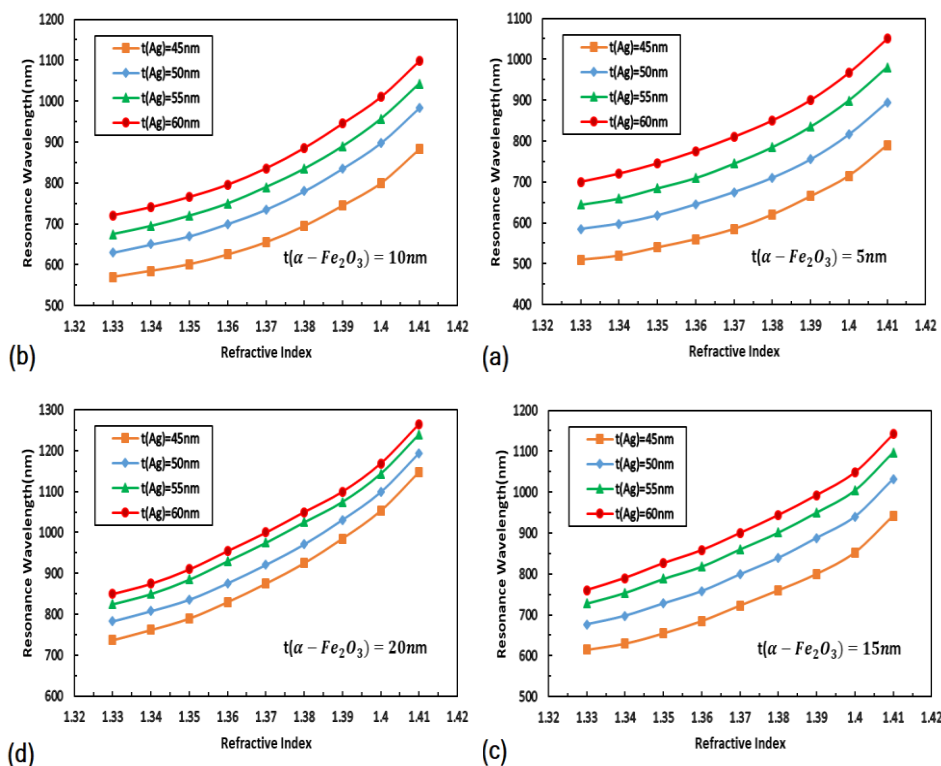 1200
1100
1000
900
800
700
600
500
1.32 1.33 1.34 1.35 1.36 1.37 1.38 1.39 1.4 1.41 1.42
Resonance Wavelength(nm)
Refractive Index
t(Ag)=45nm
t(Ag)=50nm
t(Ag)=55nm
t(Ag)=60nm
t(α − Fe₂O₃) = 10nm
(b)
1100
1000
900
800
700
600
500
400
1.32 1.33 1.34 1.35 1.36 1.37 1.38 1.39 1.4 1.41 1.42
Resonance Wavelength(nm)
Refractive Index
t(Ag)=45nm
t(Ag)=50nm
t(Ag)=55nm
t(Ag)=60nm
t(α − Fe₂O₃) = 5nm
(a)
1300
1200
1100
1000
900
800
700
600
1.32 1.33 1.34 1.35 1.36 1.37 1.38 1.39 1.4 1.41 1.42
Resonance Wavelength(nm)
Refractive Index
t(Ag)=45nm
t(Ag)=50nm
t(Ag)=55nm
t(Ag)=60nm
t(α − Fe₂O₃) = 20nm
(d)
1200
1100
1000
900
800
700
600
500
1.32 1.33 1.34 1.35 1.36 1.37 1.38 1.39 1.4 1.41 1.42
Resonance Wavelength(nm)
Refractive Index
t(Ag)=45nm
t(Ag)=50nm
t(Ag)=55nm
t(Ag)=60nm
t(α − Fe₂O₃) = 15nm
(c)